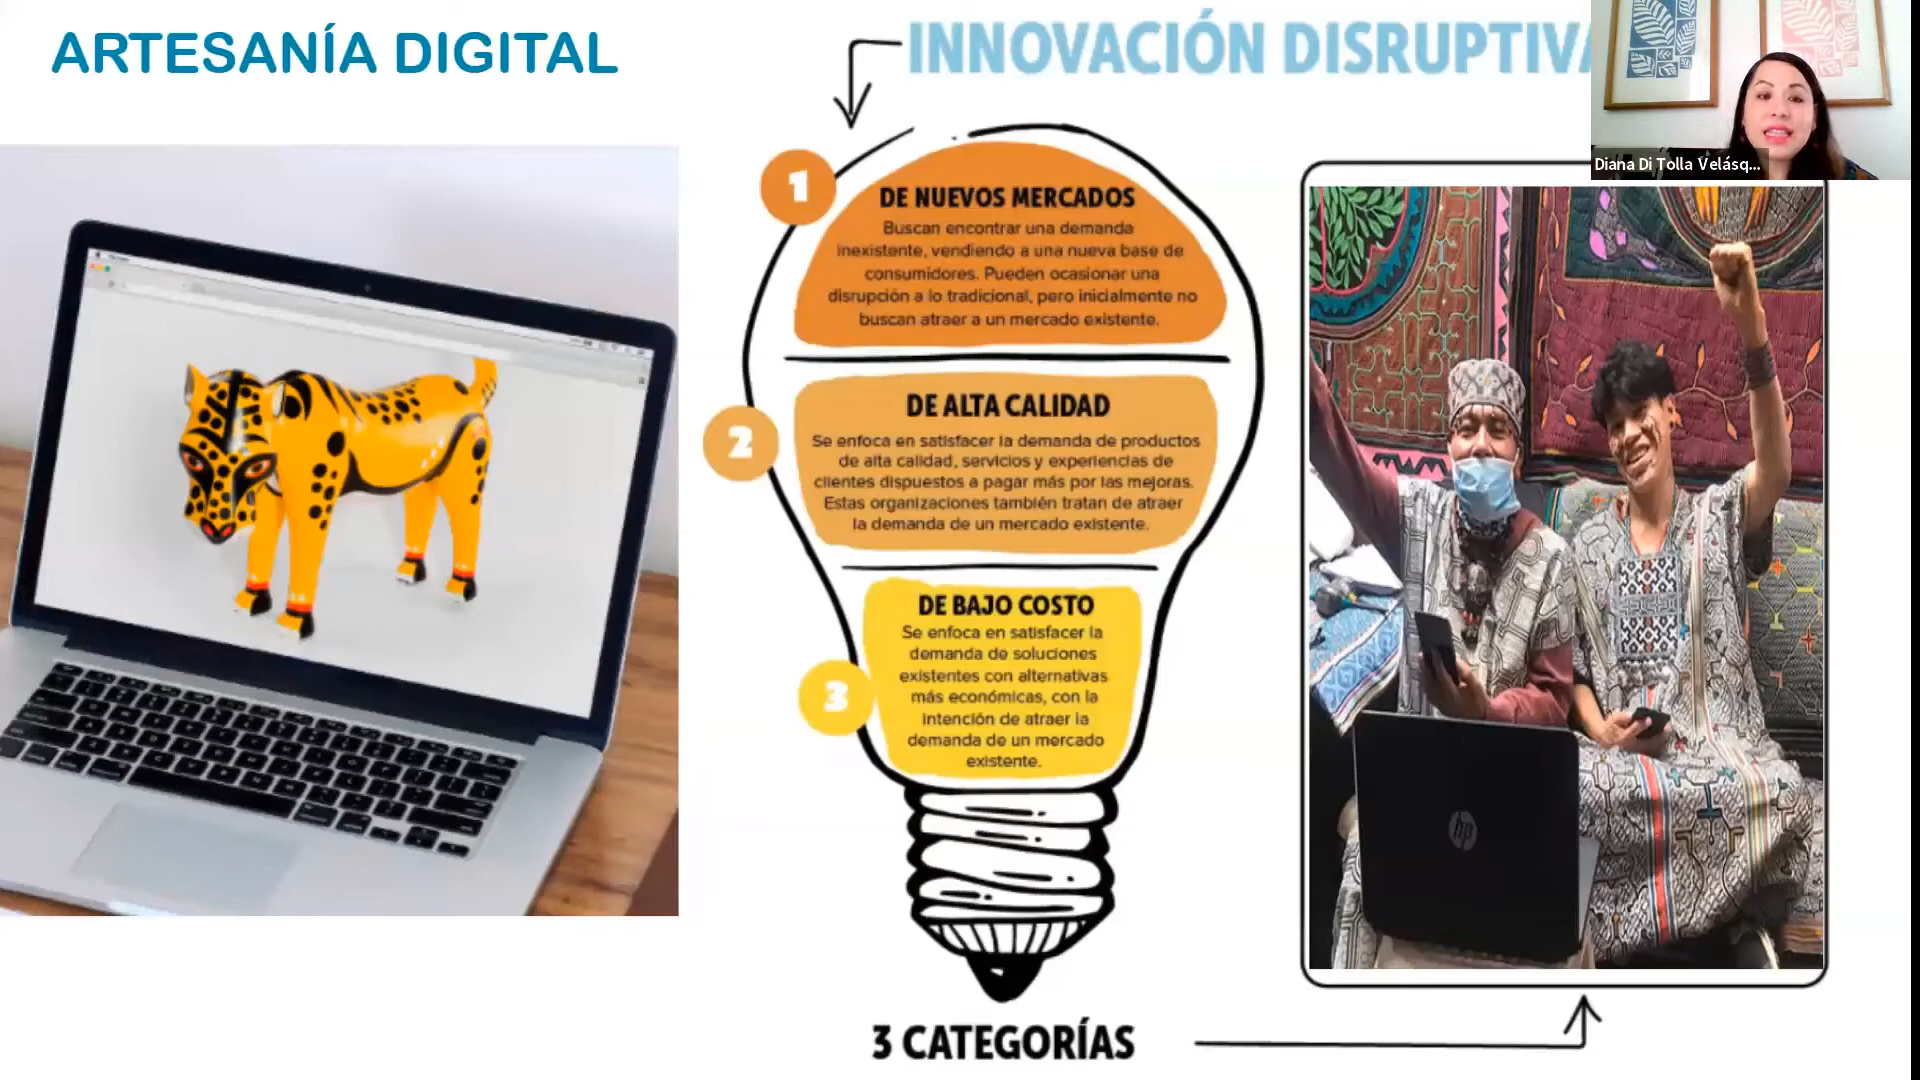 ARTESANÍA DIGITAL
INNOVACIÓN DISRUPTIVA
Diana Di Tolla Velásq...
1
DE NUEVOS MERCADOS
Buscan encontrar una demanda
inexistente, vendiendo a una nueva base de
consumidores. Pueden ocasionar una
disrupción a lo tradicional, pero inicialmente no
buscan atraer a un mercado existente.
2
DE ALTA CALIDAD
Se enfoca en satisfacer la demanda de productos
de alta calidad, servicios y experiencias de
clientes dispuestos a pagar más por las mejoras.
Estas organizaciones también tratan de atraer
la demanda de un mercado existente.
3
DE BAJO COSTO
Se enfoca en satisfacer la
demanda de soluciones
existentes con alternativas
más económicas, con la
intención de atraer la
demanda de un mercado
existente.
hp
3 CATEGORÍAS